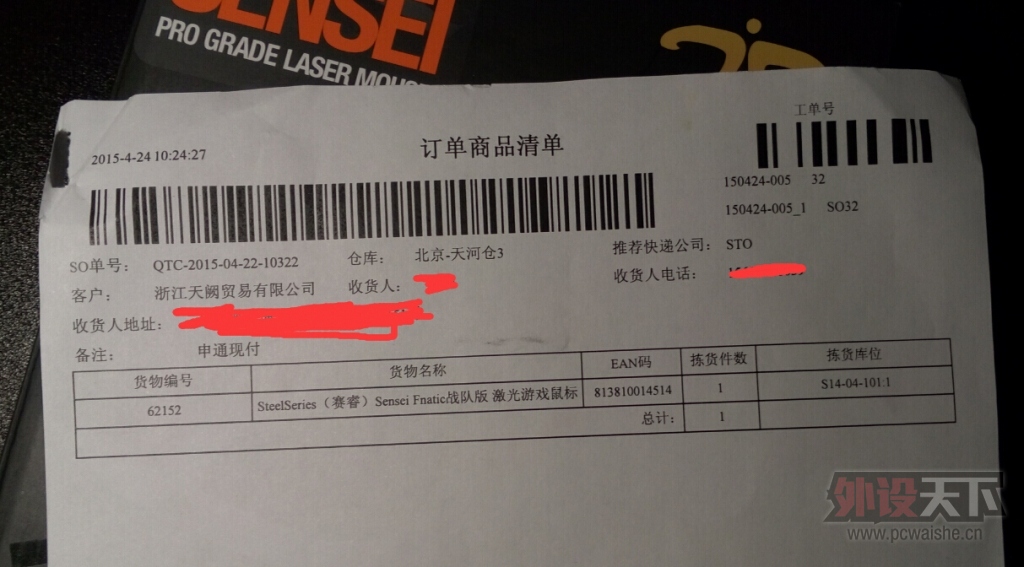 SENSEI
PRO GRADE LASER MOUS
工单号
2015-4-24 10:24:27
订单商品清单
150424-005 32
150424-005_1 SO32
SO单号: QTC-2015-04-22-10322 仓库: 北京-天河仓3 推荐快递公司: STO
客户: 浙江天阙贸易有限公司 收货人: 收货人电话:
收货人地址:
备注: 申通现付
货物编号 货物名称 EAN码 拣货件数 拣货库位
62152 SteelSeries（赛睿）Sensei Fnatic战队版 激光游戏鼠标 813810014514 1 S14-04-101:1
总计: 1
外设天下
www.pcwaishe.cn